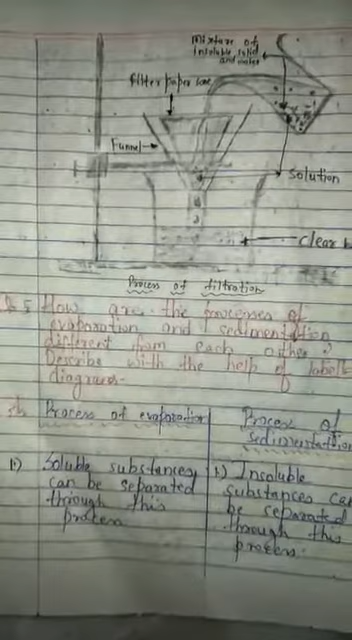 Mixture of
insoluble solid
and water
filter paper cone
Funnel
solution
clear
Process of filtration
Q.5 How are the processes of
evaporation and sedimentation
different from each other?
Describe with the help of labelle
diagrams.
Process of evaporation
Process of
sedimentation
1) Soluble substances
can be separated
through this
process
1) Insoluble
substances can
be separated
through this
process.